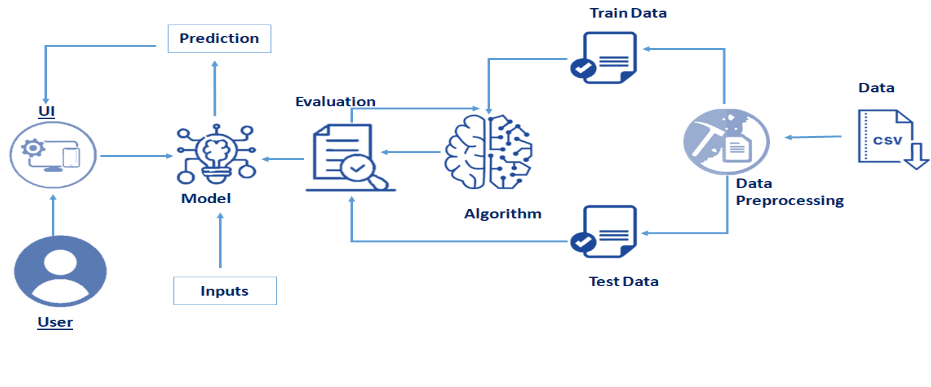 Train Data
Prediction
Data
Evaluation
UI
csv
Data
Preprocessing
Model
Algorithm
Test Data
Inputs
User